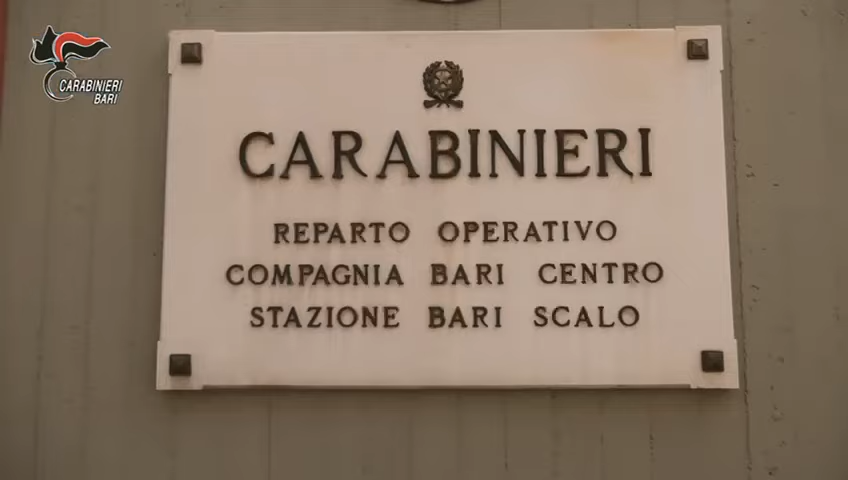 CARABINIERI
BARI
CARABINIERI
REPARTO OPERATIVO
COMPAGNIA BARI CENTRO
STAZIONE BARI SCALO